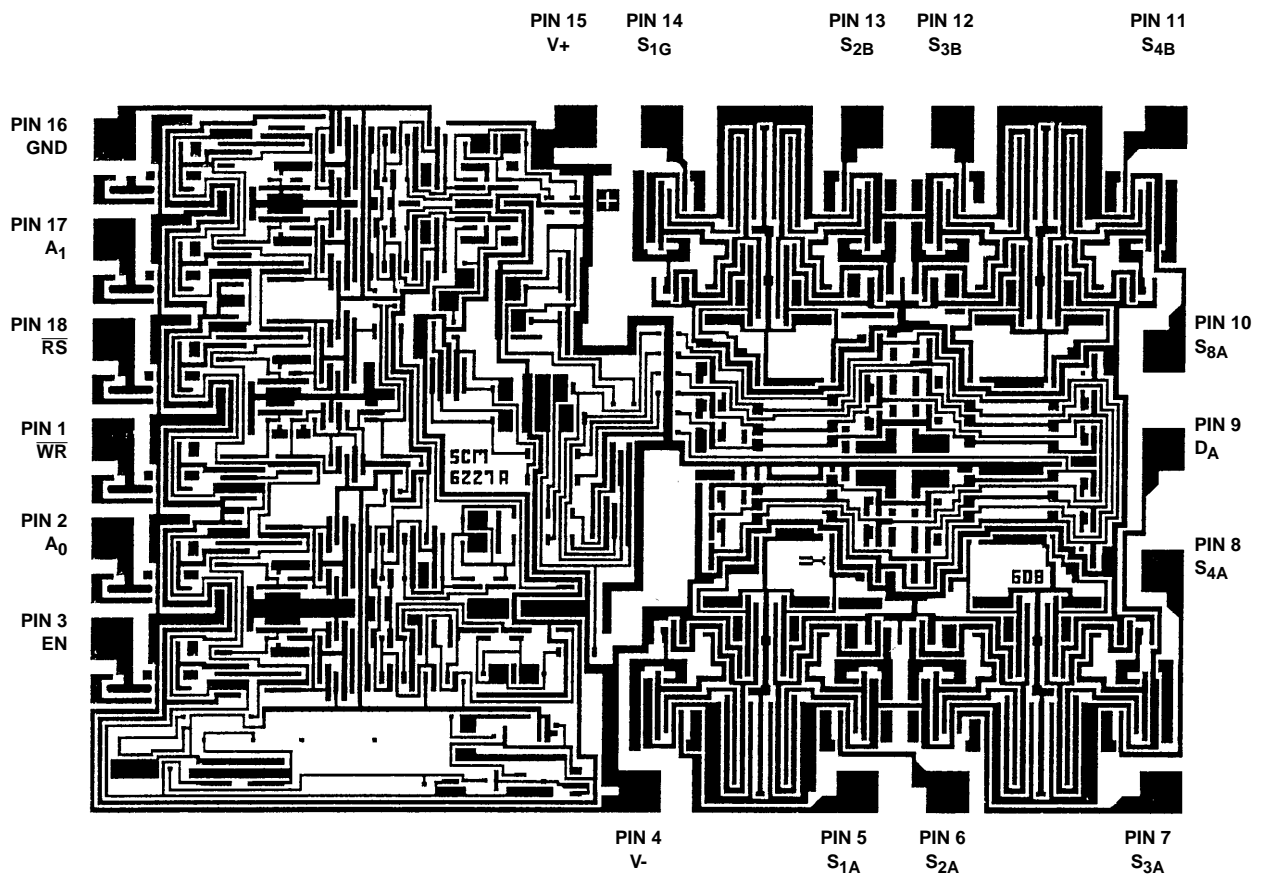 PIN 15
V+
PIN 14
S1G
PIN 13
S2B
PIN 12
S3B
PIN 11
S4B
PIN 16
GND
PIN 17
A1
PIN 18
RS
PIN 10
S8A
PIN 1
WR
PIN 9
DA
SCM
6227A
PIN 2
A0
PIN 8
S4A
GDB
PIN 3
EN
PIN 4
V-
PIN 5
S1A
PIN 6
S2A
PIN 7
S3A